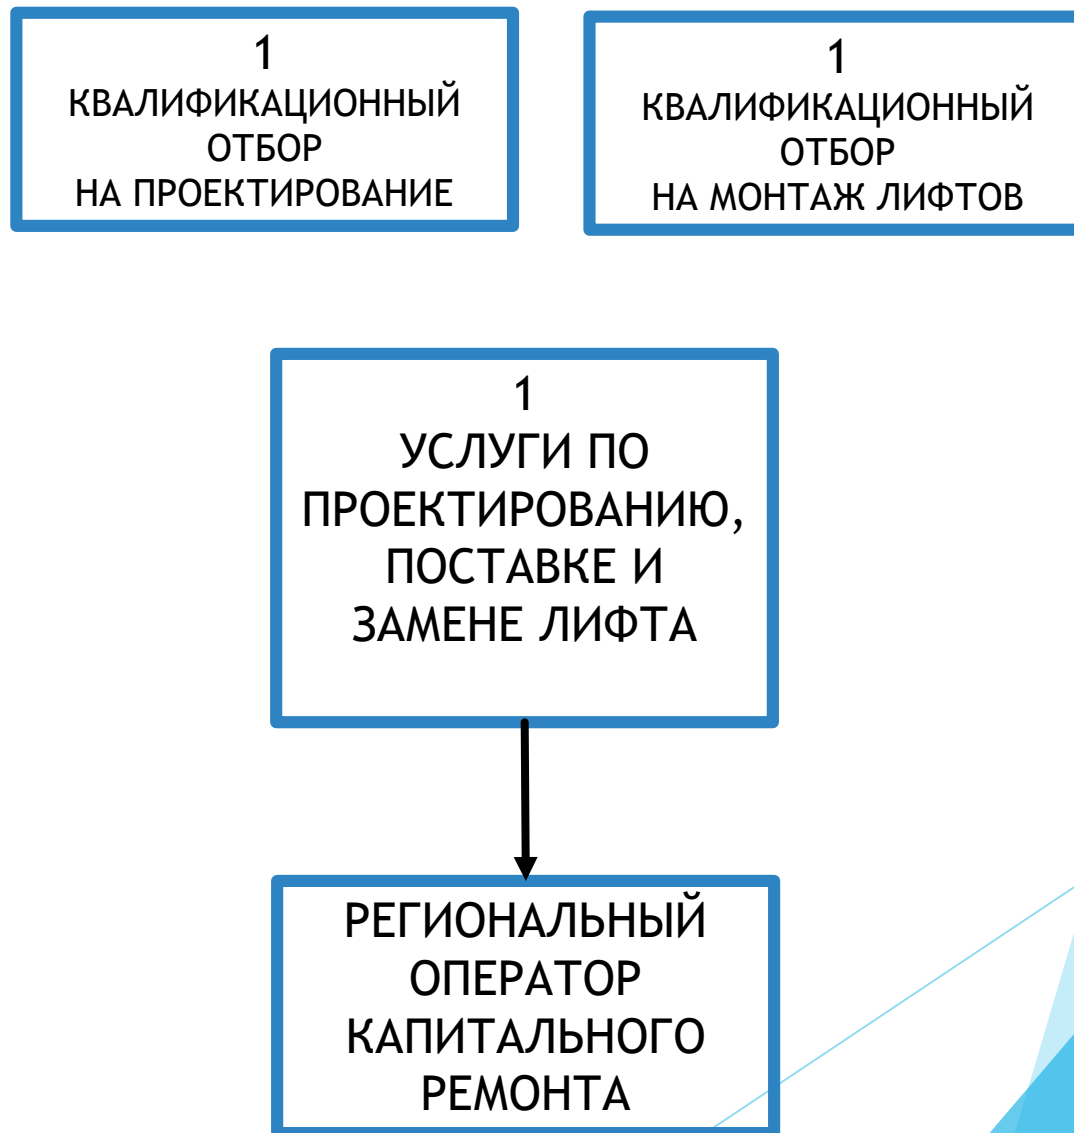 1
КВАЛИФИКАЦИОННЫЙ
ОТБОР
НА ПРОЕКТИРОВАНИЕ
1
КВАЛИФИКАЦИОННЫЙ
ОТБОР
НА МОНТАЖ ЛИФТОВ
1
УСЛУГИ ПО
ПРОЕКТИРОВАНИЮ,
ПОСТАВКЕ И
ЗАМЕНЕ ЛИФТА
РЕГИОНАЛЬНЫЙ
ОПЕРАТОР
КАПИТАЛЬНОГО
РЕМОНТА